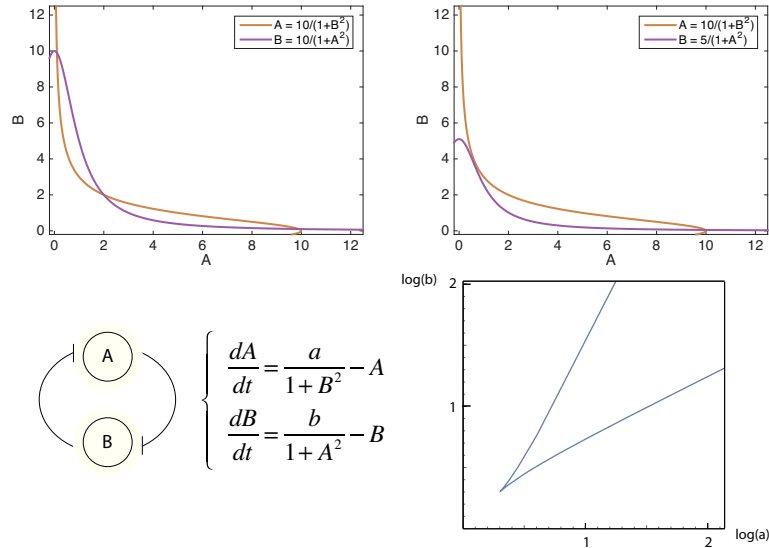 A = 10/(1+B²)
B = 10/(1+A²)
12
10
8
6
4
2
0
B
0 2 4 6 8 10 12
A
A = 10/(1+B²)
B = 5/(1+A²)
12
10
8
6
4
2
0
B
0 2 4 6 8 10 12
A
A
B
dA/dt = a/(1 + B²) − A
dB/dt = b/(1 + A²) − B
log(b)
2
1
1 2
log(a)